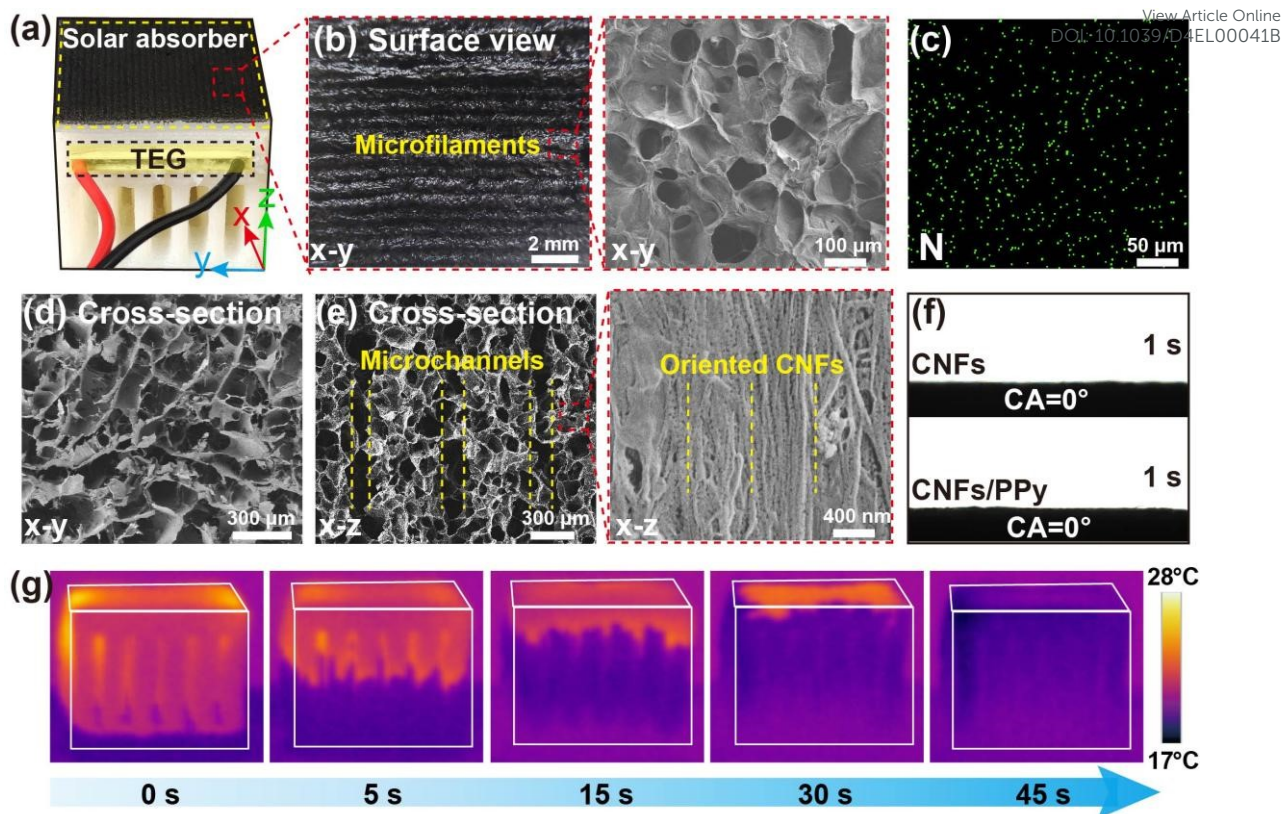 View Article Online
DOI: 10.1039/D4EL00041B
(a)
Solar absorber
TEG
x
z
y
(b) Surface view
Microfilaments
x-y
2 mm
x-y
100 µm
(c)
N
50 µm
(d) Cross-section
x-y
300 µm
(e) Cross-section
Microchannels
x-z
300 µm
Oriented CNFs
x-z
400 nm
(f)
1 s
CNFs
CA=0°
1 s
CNFs/PPy
CA=0°
(g)
28°C
17°C
0 s
5 s
15 s
30 s
45 s